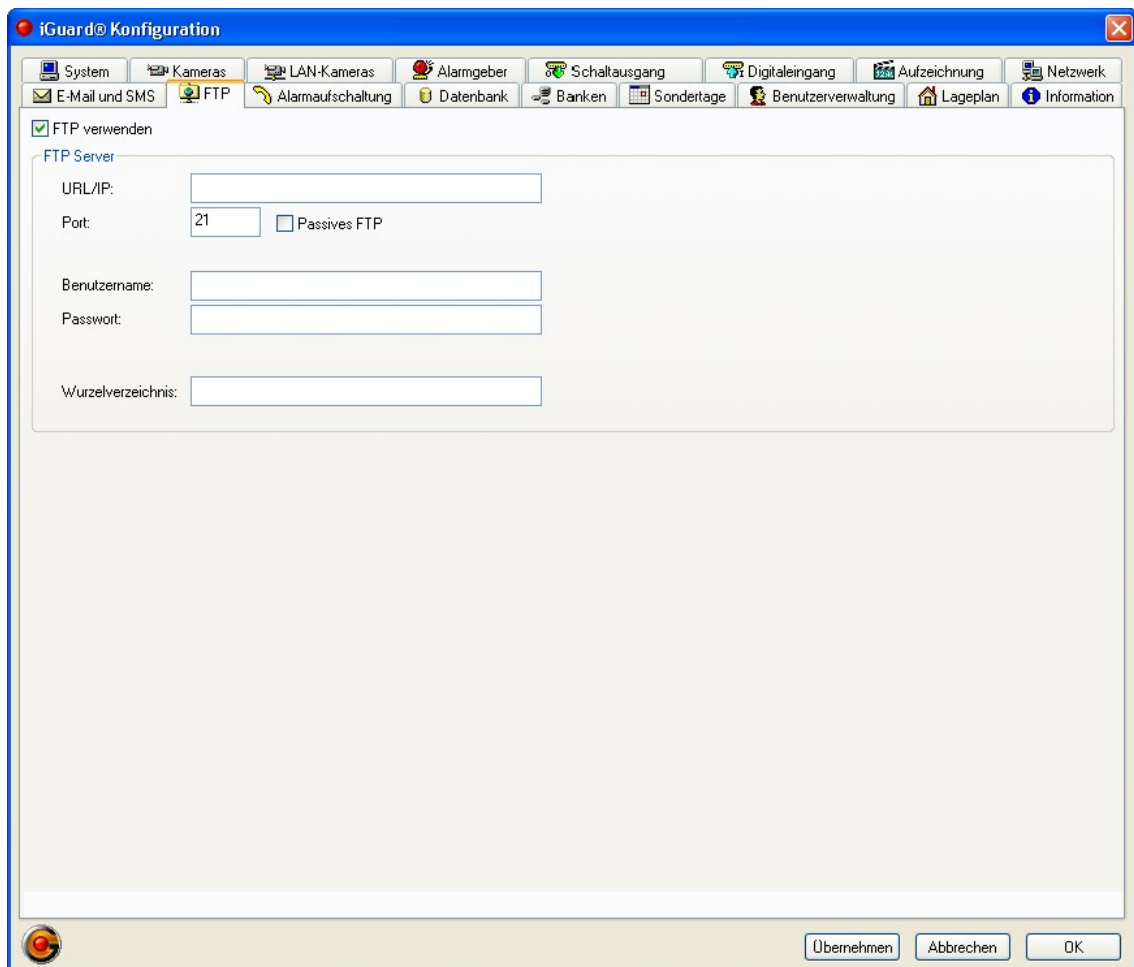 iGuard® Konfiguration
System Kameras LAN-Kameras Alarmgeber Schaltausgang Digitaleingang Aufzeichnung Netzwerk
E-Mail und SMS FTP Alarmaufschaltung Datenbank Banken Sondertage Benutzerverwaltung Lageplan Information
FTP verwenden
FTP Server
URL/IP:
Port: 21 Passives FTP
Benutzername:
Passwort:
Wurzelverzeichnis:
Übernehmen Abbrechen OK